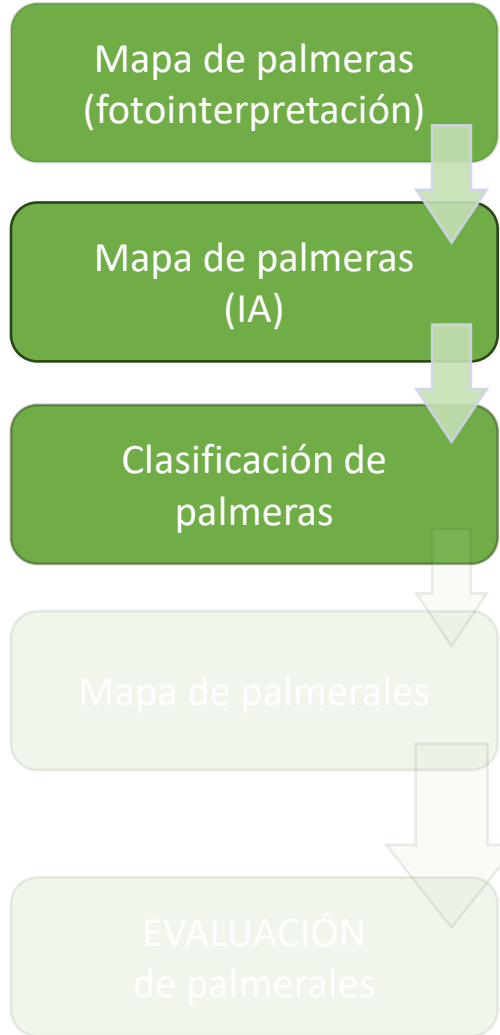 Mapa de palmeras
(fotointerpretación)
Mapa de palmeras
(IA)
Clasificación de
palmeras
Mapa de palmerales
EVALUACIÓN
de palmerales